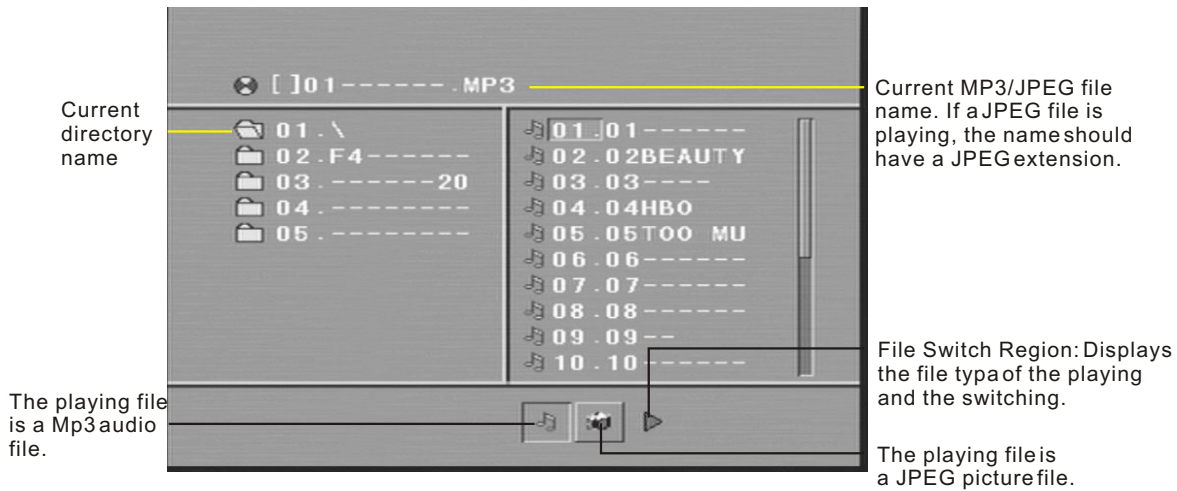 [ ]01------.MP3
Current
directory
name
Current MP3/JPEG file
name. If a JPEG file is
playing, the name should
have a JPEG extension.
01.\
02.F4------
03.-------20
04.--------
05.--------
01.01------
02.02BEAUTY
03.03----
04.04HBO
05.05TOO MU
06.06------
07.07------
08.08------
09.09--
10.10------
File Switch Region: Displays
the file typa of the playing
and the switching.
The playing file
is a Mp3 audio
file.
The playing file is
a JPEG picture file.